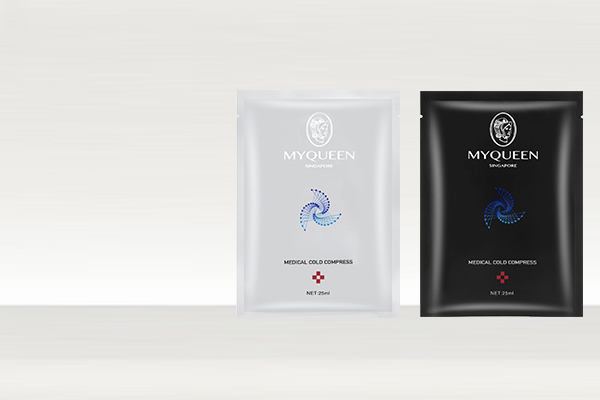 MYQUEEN
SINGAPORE
MEDICAL COLD COMPRESS
NET 25ml
MYQUEEN
SINGAPORE
MEDICAL COLD COMPRESS
NET 25ml